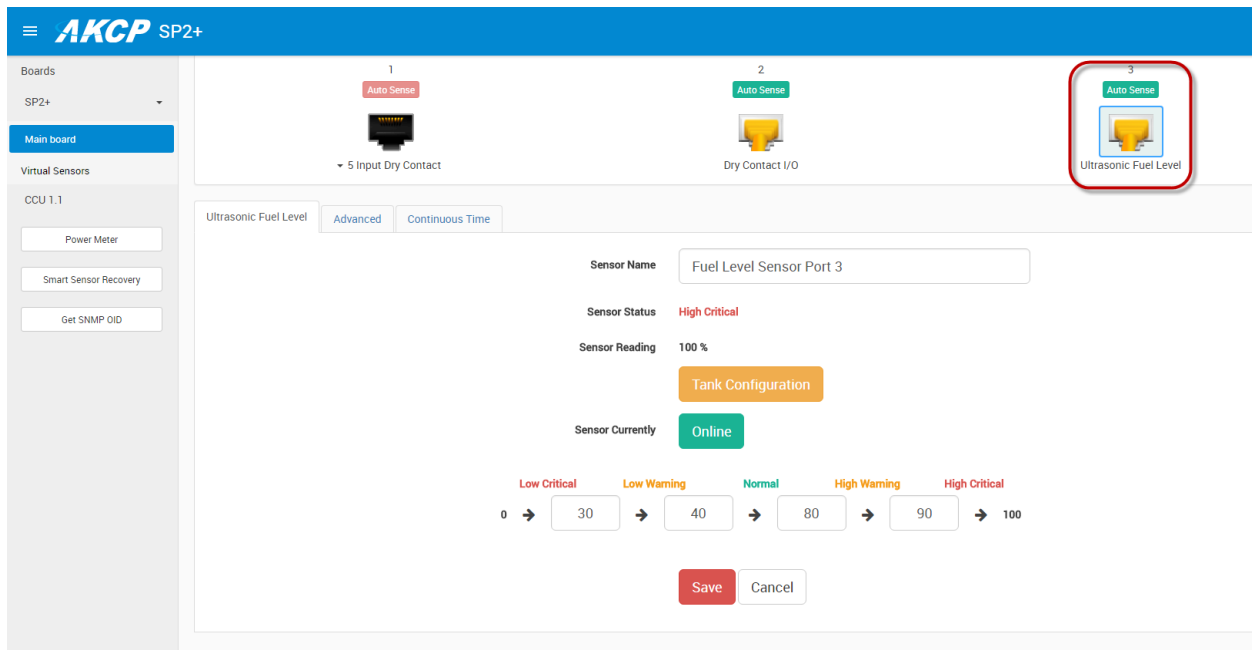 AKCP SP2+
Boards
SP2+
Main board
Virtual Sensors
CCU 1.1
Power Meter
Smart Sensor Recovery
Get SNMP OID
1 2 3
Auto Sense Auto Sense Auto Sense
5 Input Dry Contact Dry Contact I/O Ultrasonic Fuel Level
Ultrasonic Fuel Level Advanced Continuous Time
Sensor Name Fuel Level Sensor Port 3
Sensor Status High Critical
Sensor Reading 100 %
Tank Configuration
Sensor Currently Online
Low Critical Low Warning Normal High Warning High Critical
0 30 40 80 90 100
Save Cancel